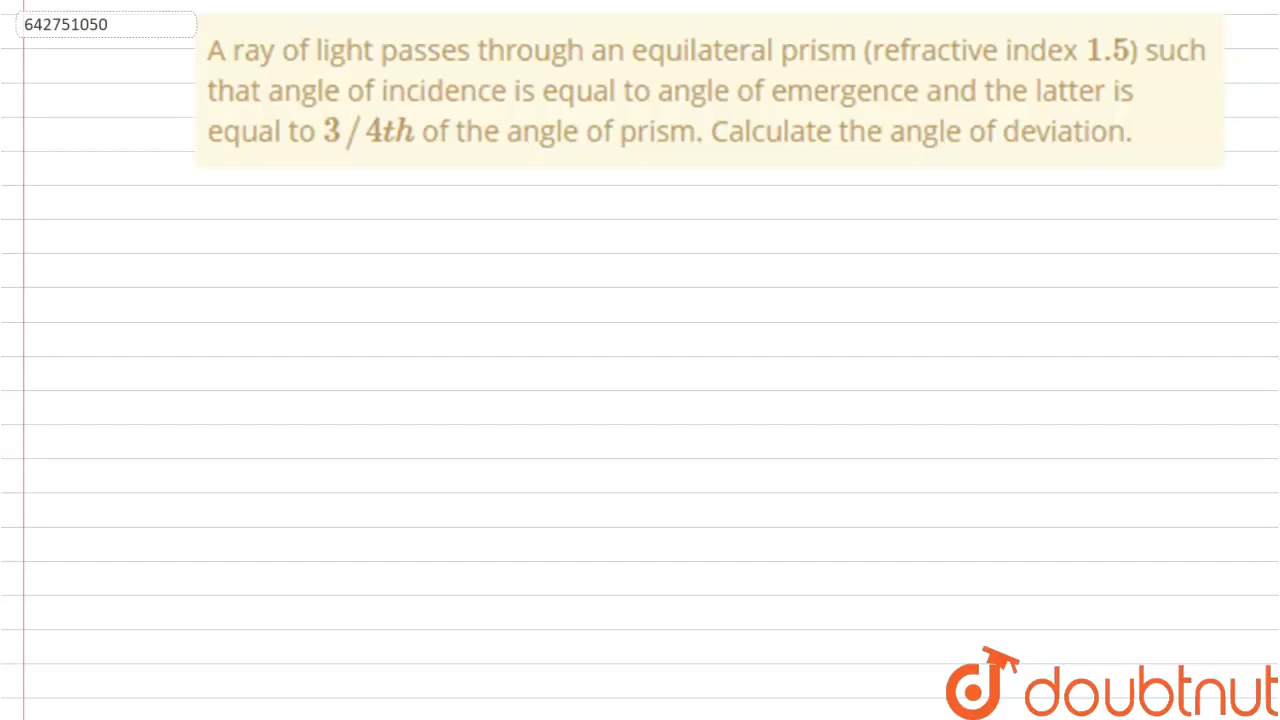 642751050
A ray of light passes through an equilateral prism (refractive index 1.5) such
that angle of incidence is equal to angle of emergence and the latter is
equal to 3/4th of the angle of prism. Calculate the angle of deviation.
doubtnut